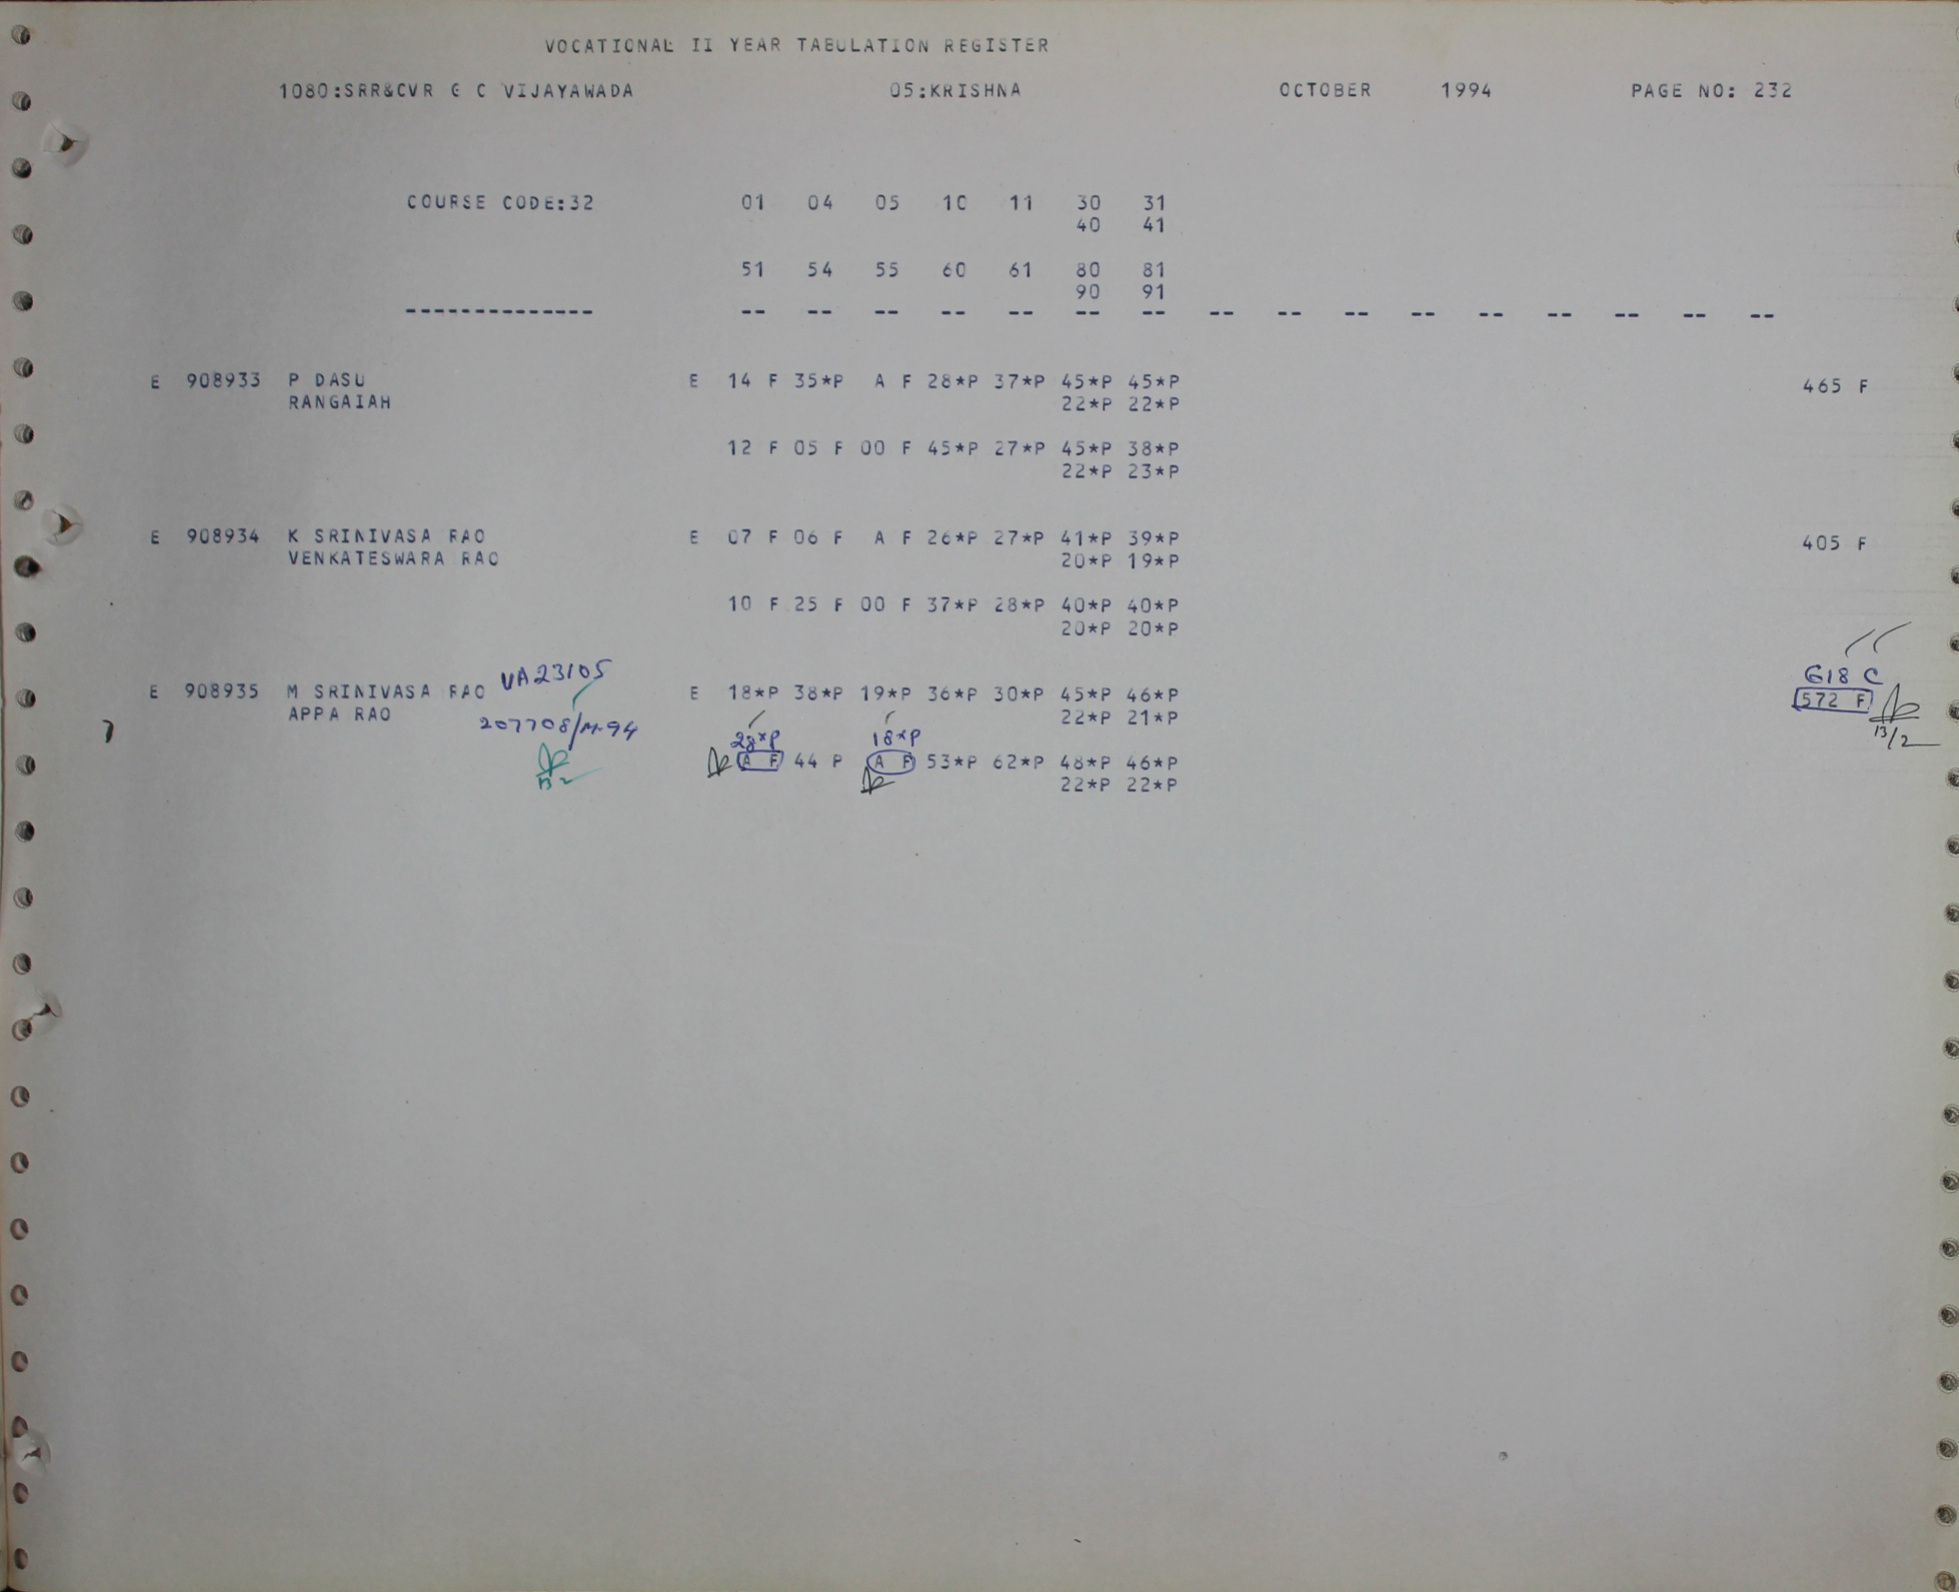 VOCATIONAL II YEAR TABULATION REGISTER
1080:SRR&CVR G C VIJAYAWADA 05:KRISHNA OCTOBER 1994 PAGE NO: 232
COURSE CODE:32 01 04 05 10 11 30 31
40 41
51 54 55 60 61 80 81
90 91
-------------- -- -- -- -- -- -- -- -- -- -- -- -- -- -- -- --
E 908933 P DASU E 14 F 35*P A F 28*P 37*P 45*P 45*P 465 F
RANGAIAH 22*P 22*P
12 F 05 F 00 F 45*P 27*P 45*P 38*P
22*P 23*P
E 908934 K SRINIVASA RAO E 07 F 06 F A F 26*P 27*P 41*P 39*P 405 F
VENKATESWARA RAO 20*P 19*P
10 F 25 F 00 F 37*P 28*P 40*P 40*P
20*P 20*P
VA23105 618 C
E 908935 M SRINIVASA RAO E 18*P 38*P 19*P 36*P 30*P 45*P 46*P 572 F
APPA RAO 22*P 21*P
207708/M-94 13/2
28*P 18*P
A F 44 P A F 53*P 62*P 48*P 46*P
22*P 22*P